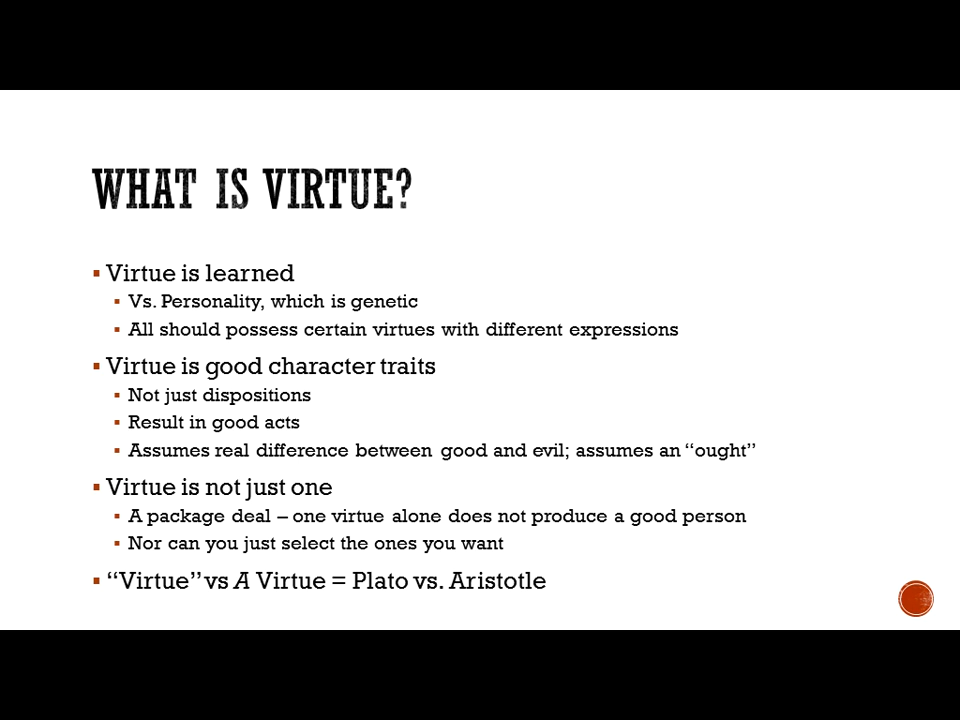 WHAT IS VIRTUE?
▪ Virtue is learned
▪ Vs. Personality, which is genetic
▪ All should possess certain virtues with different expressions
▪ Virtue is good character traits
▪ Not just dispositions
▪ Result in good acts
▪ Assumes real difference between good and evil; assumes an “ought”
▪ Virtue is not just one
▪ A package deal – one virtue alone does not produce a good person
▪ Nor can you just select the ones you want
▪ “Virtue” vs A Virtue = Plato vs. Aristotle